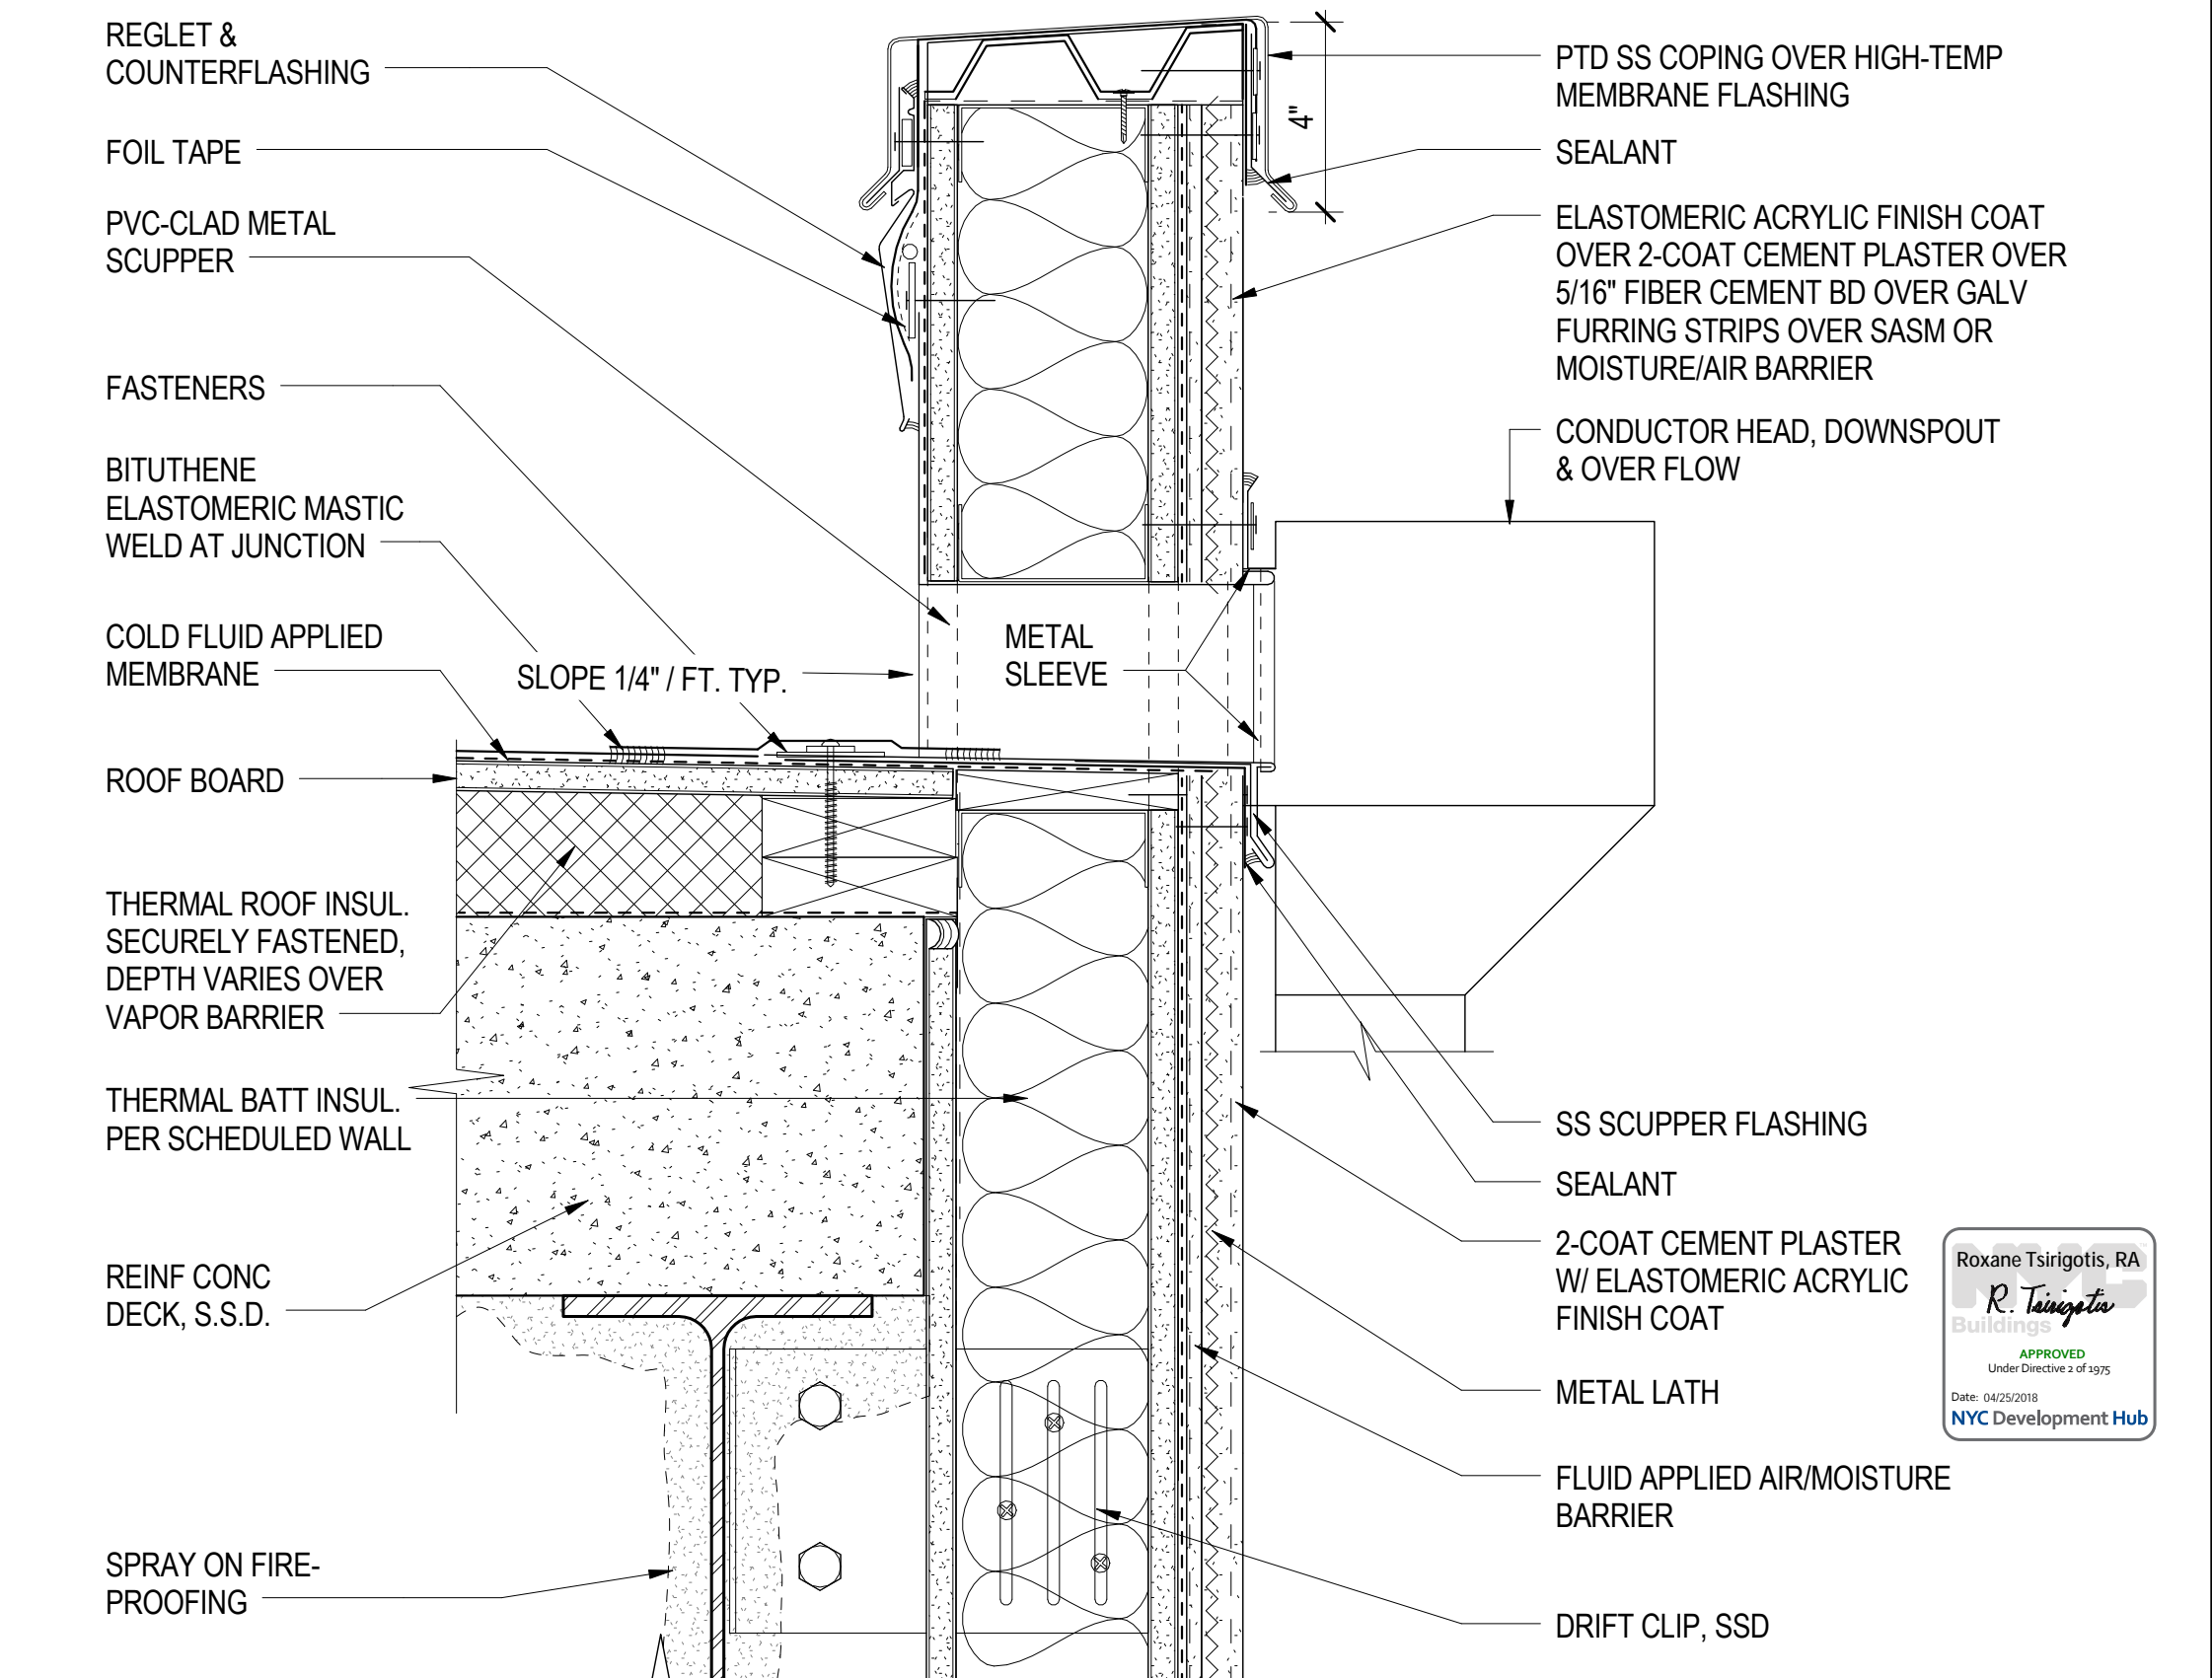 REGLET &
COUNTERFLASHING
FOIL TAPE
PVC-CLAD METAL
SCUPPER
FASTENERS
BITUTHENE
ELASTOMERIC MASTIC
WELD AT JUNCTION
COLD FLUID APPLIED
MEMBRANE
ROOF BOARD
THERMAL ROOF INSUL.
SECURELY FASTENED,
DEPTH VARIES OVER
VAPOR BARRIER
THERMAL BATT INSUL.
PER SCHEDULED WALL
REINF CONC
DECK, S.S.D.
SPRAY ON FIRE-
PROOFING
SLOPE 1/4" / FT. TYP.
METAL
SLEEVE
4"
PTD SS COPING OVER HIGH-TEMP
MEMBRANE FLASHING
SEALANT
ELASTOMERIC ACRYLIC FINISH COAT
OVER 2-COAT CEMENT PLASTER OVER
5/16" FIBER CEMENT BD OVER GALV
FURRING STRIPS OVER SASM OR
MOISTURE/AIR BARRIER
CONDUCTOR HEAD, DOWNSPOUT
& OVER FLOW
SS SCUPPER FLASHING
SEALANT
2-COAT CEMENT PLASTER
W/ ELASTOMERIC ACRYLIC
FINISH COAT
METAL LATH
FLUID APPLIED AIR/MOISTURE
BARRIER
DRIFT CLIP, SSD
Roxane Tsirigotis, RA
NYC
R. Tsirigotis
Buildings
APPROVED
Under Directive 2 of 1975
Date: 04/25/2018
NYC Development Hub